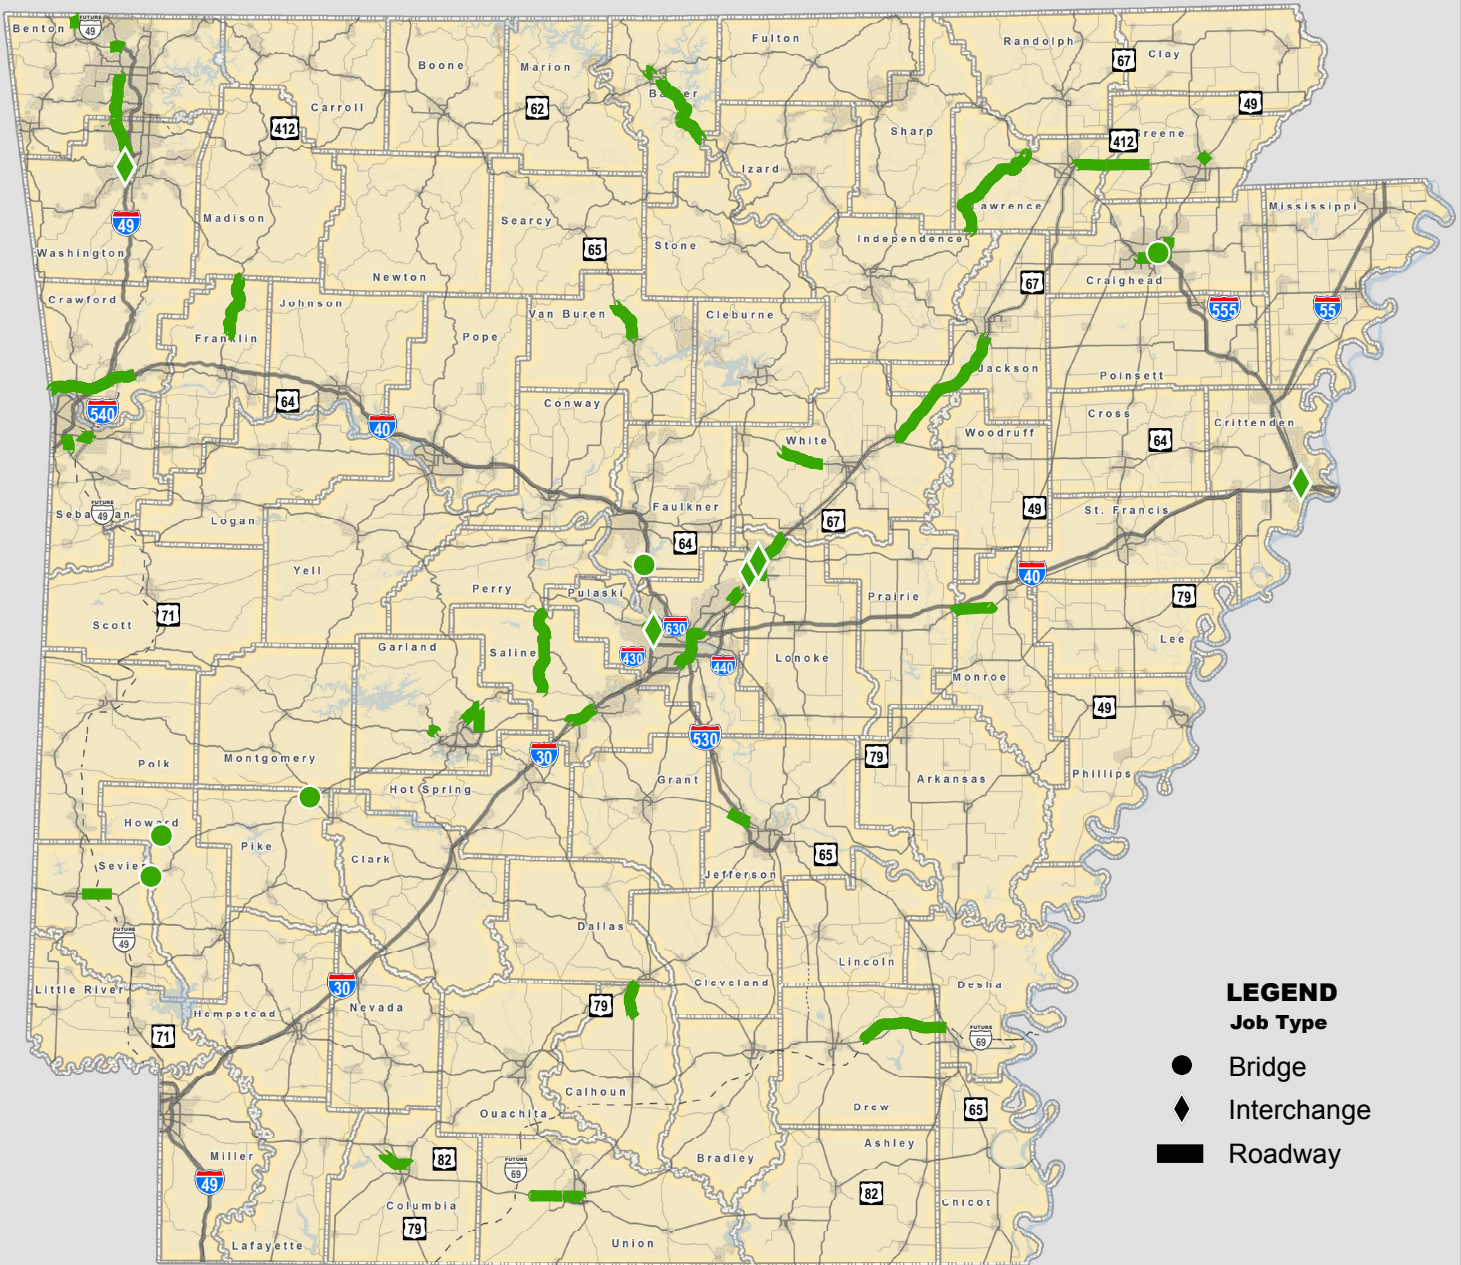 FUTURE
49
Benton
Boone
Marion
Fulton
Randolph
67
Clay
Carroll
62
Baxter
49
412
Sharp
412
Greene
Izard
Madison
49
Searcy
Lawrence
Mississippi
Washington
65
Stone
Independence
Newton
67
Craighead
Crawford
Johnson
Van Buren
Cleburne
555
55
Franklin
Pope
Jackson
Poinsett
540
64
40
Conway
White
Woodruff
Cross
64
Crittenden
FUTURE
49
Sebastian
Logan
Faulkner
64
67
49
St. Francis
Yell
Perry
Pulaski
Prairie
40
79
71
Scott
Garland
Saline
630
430
440
Lonoke
Lee
Monroe
49
530
30
79
Polk
Montgomery
Hot Spring
Grant
Arkansas
Phillips
Howard
Pike
Clark
65
Sevier
Jefferson
FUTURE
49
Dallas
Lincoln
Little River
30
Nevada
79
Cleveland
Desha
Hempstead
71
FUTURE
69
Calhoun
Ouachita
Drew
65
Miller
82
FUTURE
69
Bradley
Ashley
49
Columbia
79
82
Chicot
Lafayette
Union
LEGEND
Job Type
Bridge
Interchange
Roadway